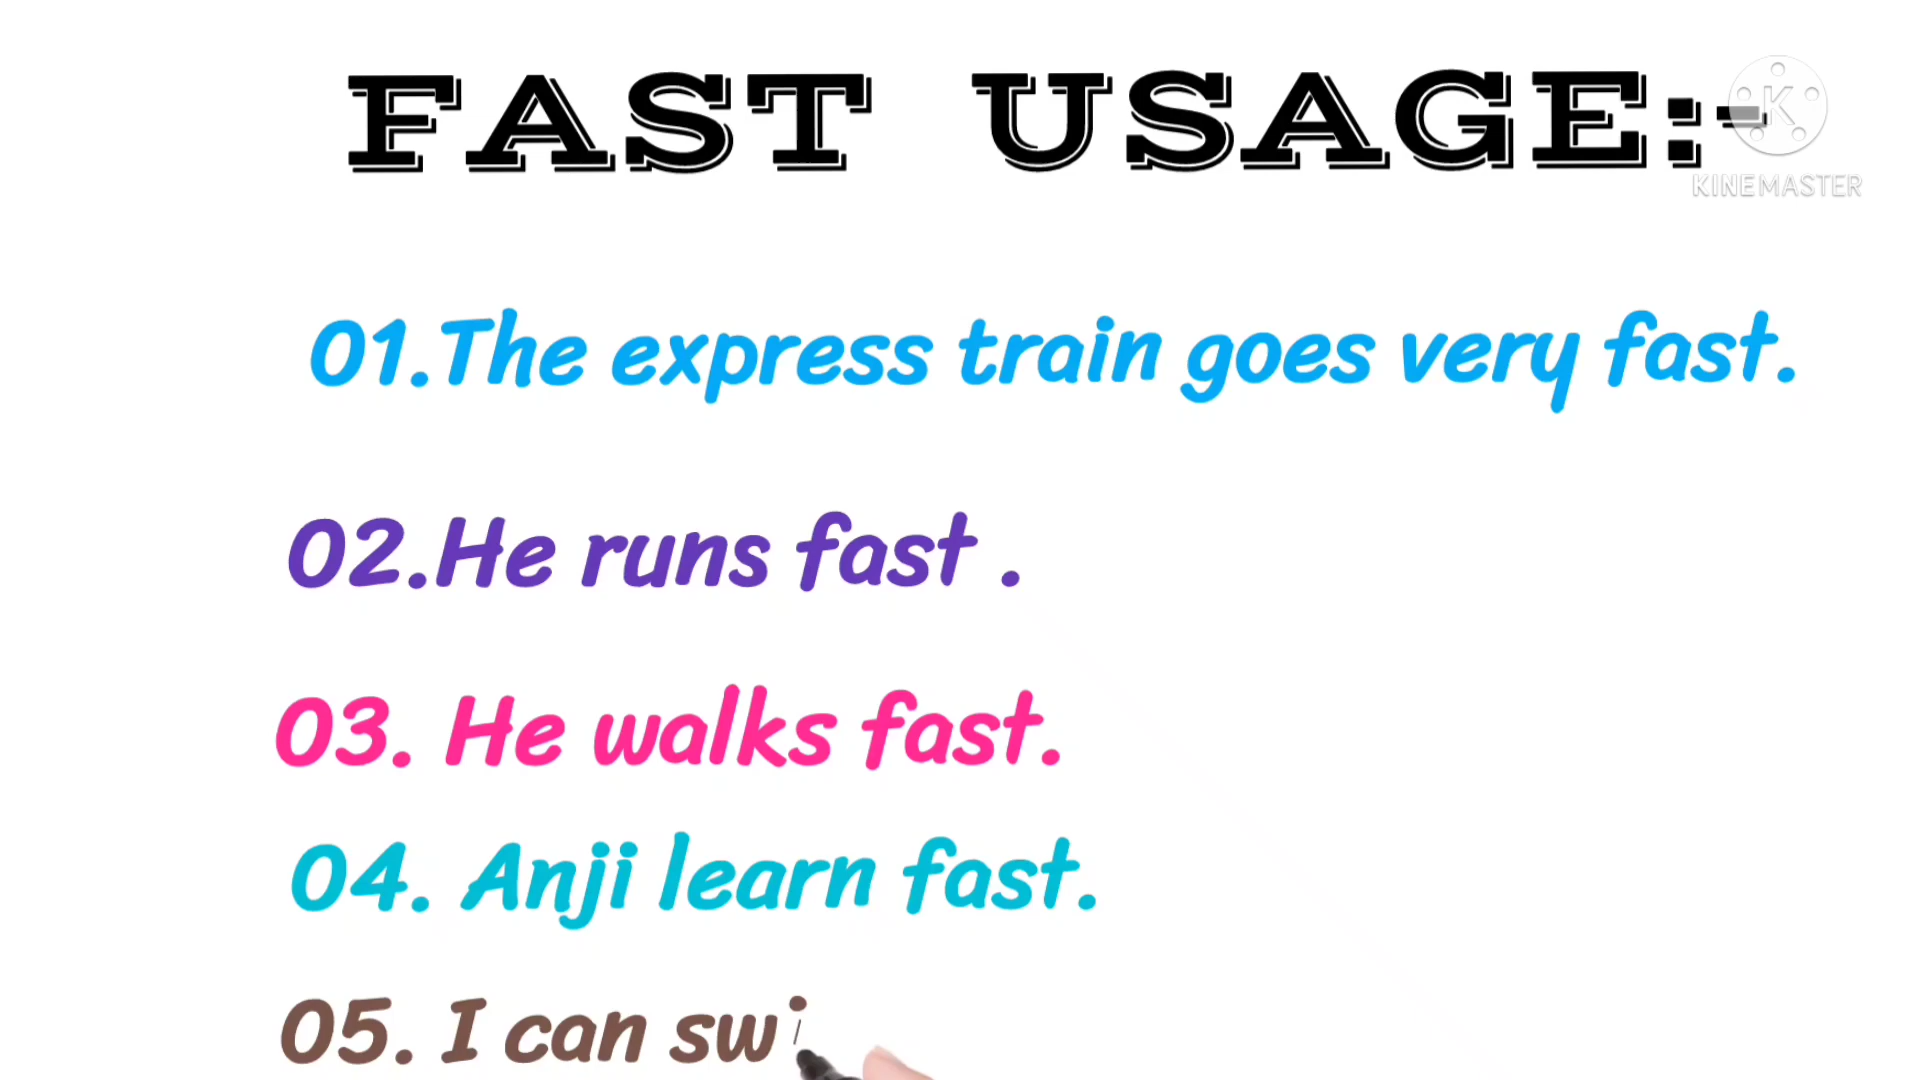 FAST USAGE:-
KINEMASTER
01.The express train goes very fast.
02.He runs fast .
03. He walks fast.
04. Anji learn fast.
05. I can swi